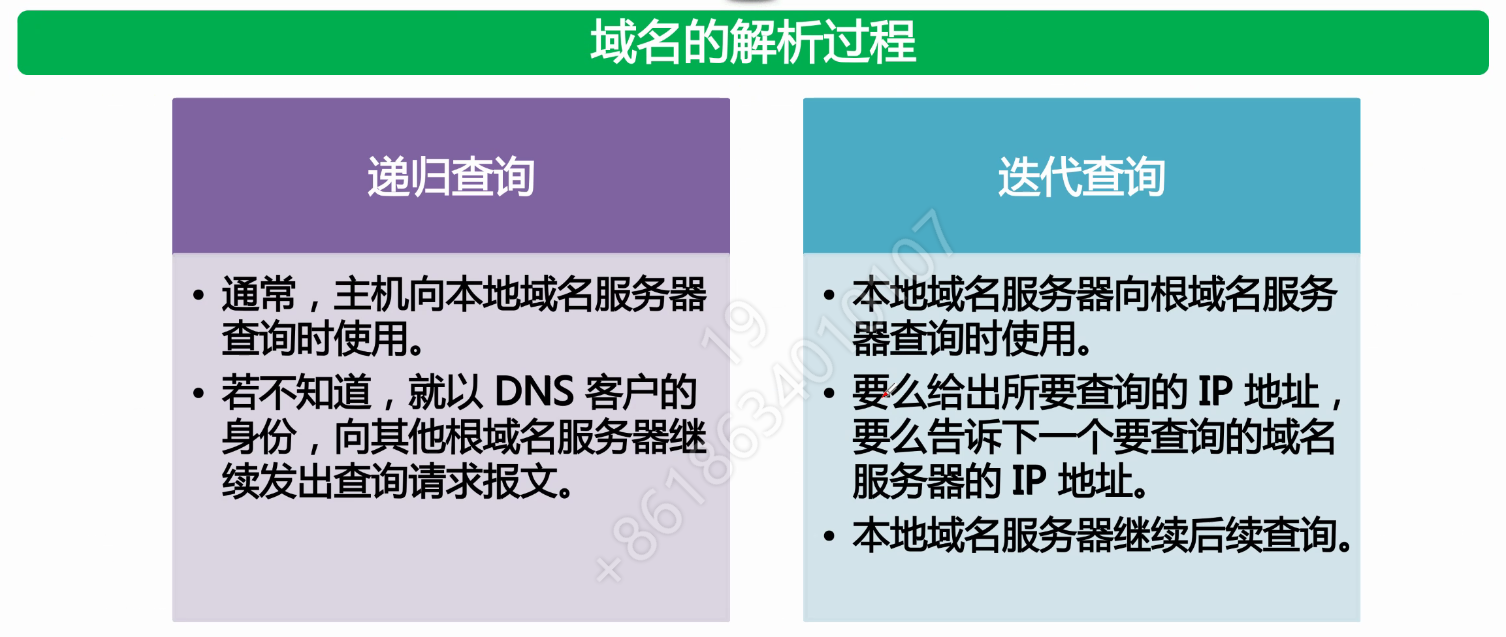 域名的解析过程
递归查询
• 通常，主机向本地域名服务器
查询时使用。
• 若不知道，就以 DNS 客户的
身份，向其他根域名服务器继
续发出查询请求报文。
迭代查询
• 本地域名服务器向根域名服务
器查询时使用。
• 要么给出所要查询的 IP 地址，
要么告诉下一个要查询的域名
服务器的 IP 地址。
• 本地域名服务器继续后续查询。
19
+8618634010107